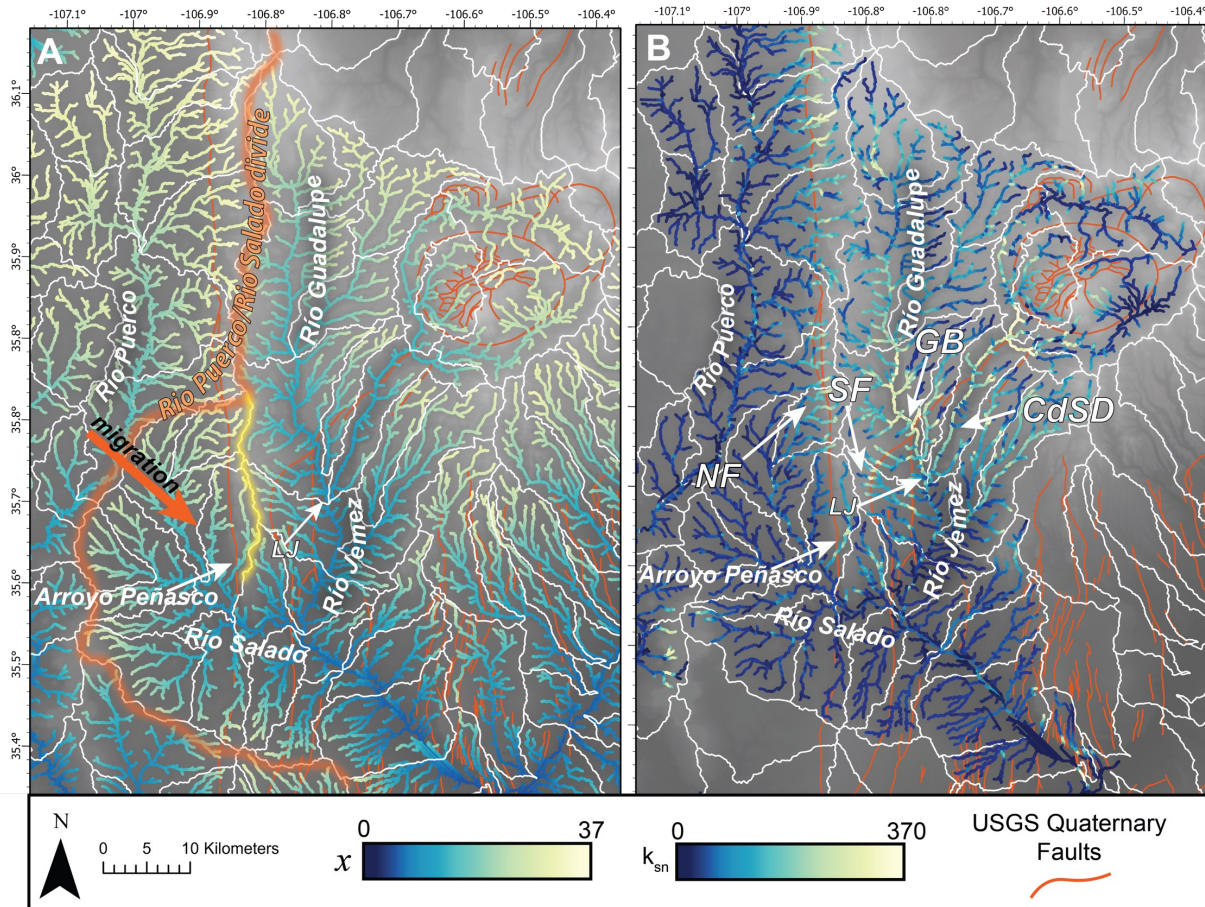 -107.1 -107 -106.9 -106.8 -106.8 -106.7 -106.6 -106.5 -106.4
-107.1 -107 -106.9 -106.8 -106.8 -106.7 -106.6 -106.5 -106.4
A
B
36.1°
36°
35.9°
35.8°
35.8°
35.7°
35.6°
35.5°
35.4°
Rio Puerco/Rio Salado divide
Rio Guadalupe
Rio Puerco
migration
LJ
Rio Jemez
Arroyo Peñasco
Rio Salado
Rio Guadalupe
Rio Puerco
GB
SF
CdSD
NF
LJ
Rio Jemez
Arroyo Peñasco
Rio Salado
N
0 5 10 Kilometers
0 37
x
0 370
ksn
USGS Quaternary
Faults